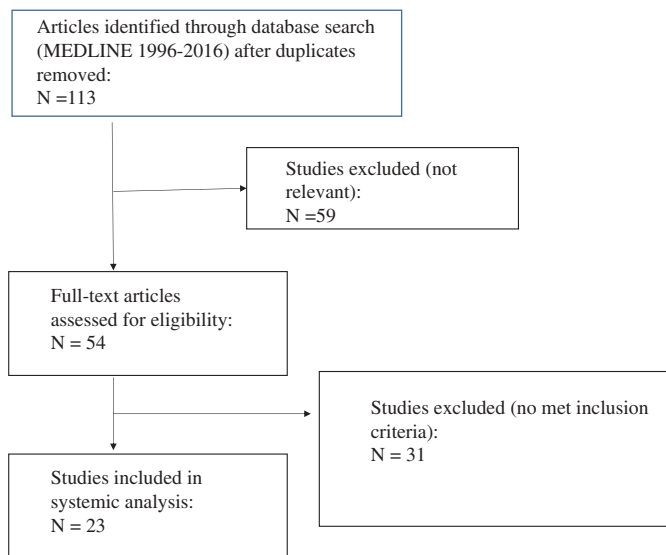 Articles identified through database search
(MEDLINE 1996-2016) after duplicates
removed:
N =113
Studies excluded (not
relevant):
N =59
Full-text articles
assessed for eligibility:
N = 54
Studies excluded (no met inclusion
criteria):
N = 31
Studies included in
systemic analysis:
N = 23